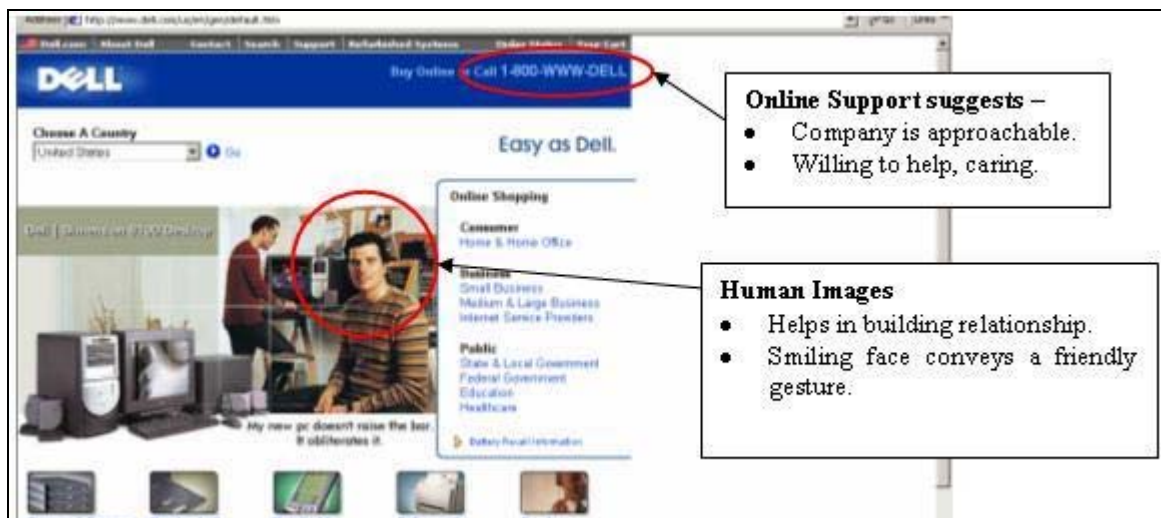 Address http://www.dell.com/us/en/gen/default.htm
Links
Dell.com About Dell Contact Search Support Refurbished Systems Order Status Your Cart
DELL
Buy Online or Call 1-800-WWW-DELL
Choose A Country
United States Go
Easy as Dell.
Online Shopping
Consumer
Home & Home Office
Business
Small Business
Medium & Large Business
Internet Service Providers
Public
State & Local Government
Federal Government
Education
Healthcare
Battery Recall Information
Dell | Dimension 8100 Desktop
My new pc doesn't raise the bar.
It obliterates it.
Online Support suggests –
• Company is approachable.
• Willing to help, caring.
Human Images
• Helps in building relationship.
• Smiling face conveys a friendly
gesture.